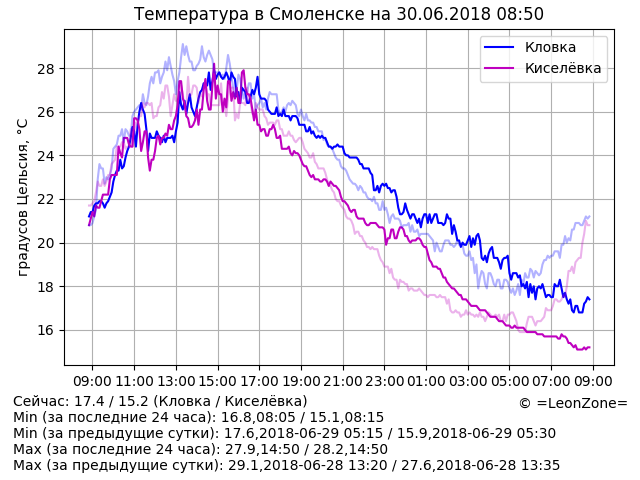 Температура в Смоленске на 30.06.2018 08:50
Кловка
Киселёвка
градусов Цельсия, °C
28
26
24
22
20
18
16
09:00 11:00 13:00 15:00 17:00 19:00 21:00 23:00 01:00 03:00 05:00 07:00 09:00
Сейчас: 17.4 / 15.2 (Кловка / Киселёвка)
© =LeonZone=
Min (за последние 24 часа): 16.8,08:05 / 15.1,08:15
Min (за предыдущие сутки): 17.6,2018-06-29 05:15 / 15.9,2018-06-29 05:30
Max (за последние 24 часа): 27.9,14:50 / 28.2,14:50
Max (за предыдущие сутки): 29.1,2018-06-28 13:20 / 27.6,2018-06-28 13:35